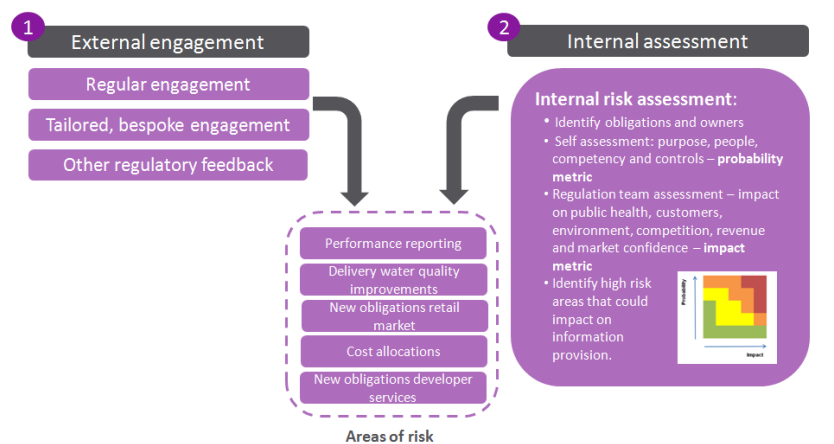 1
External engagement
Regular engagement
Tailored, bespoke engagement
Other regulatory feedback
2
Internal assessment
Internal risk assessment:
• Identify obligations and owners
• Self assessment: purpose, people,
competency and controls – probability
metric
• Regulation team assessment – impact
on public health, customers,
environment, competition, revenue
and market confidence – impact
metric
• Identify high risk
areas that could
impact on
information
provision.
Probability
Impact
Performance reporting
Delivery water quality
improvements
New obligations retail
market
Cost allocations
New obligations developer
services
Areas of risk